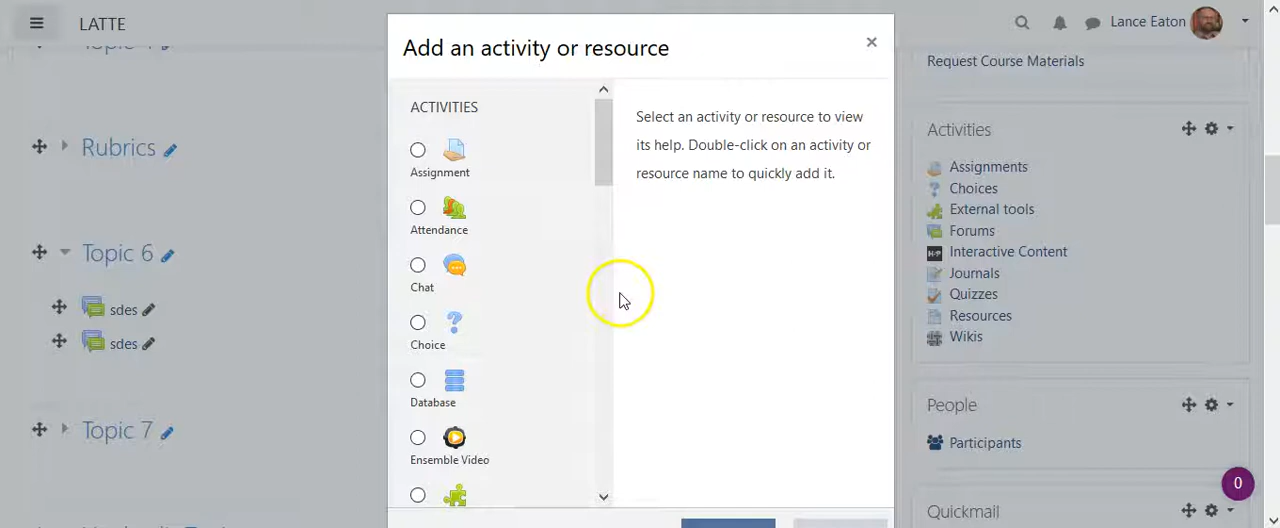 LATTE
Lance Eaton
Rubrics
Topic 6
sdes
sdes
Topic 7
Add an activity or resource
×
ACTIVITIES
Assignment
Attendance
Chat
Choice
Database
Ensemble Video
Select an activity or resource to view
its help. Double-click on an activity or
resource name to quickly add it.
Request Course Materials
Activities
Assignments
Choices
External tools
Forums
H-P
Interactive Content
Journals
Quizzes
Resources
Wikis
People
Participants
0
Quickmail